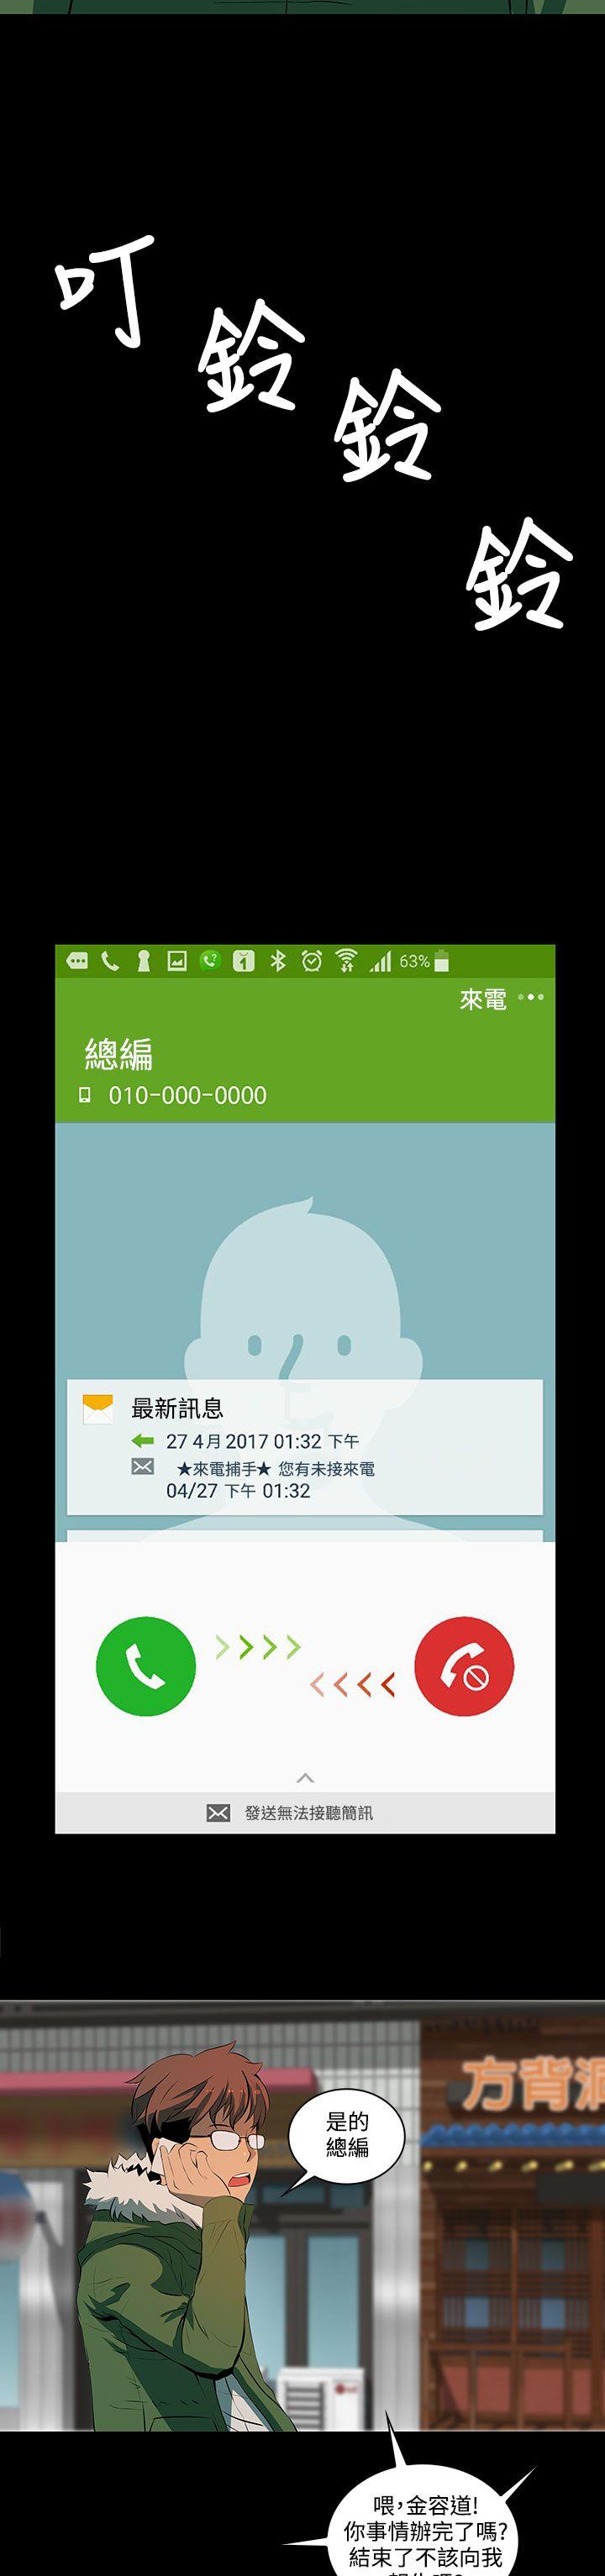 叮
鈴
鈴
鈴
63%
來電
總編
010-000-0000
最新訊息
27 4月 2017 01:32 下午
★來電捕手★ 您有未接來電
04/27 下午 01:32
發送無法接聽簡訊
方背洞
是的
總編
喂,金容道!
你事情辦完了嗎?
結束了不該向我